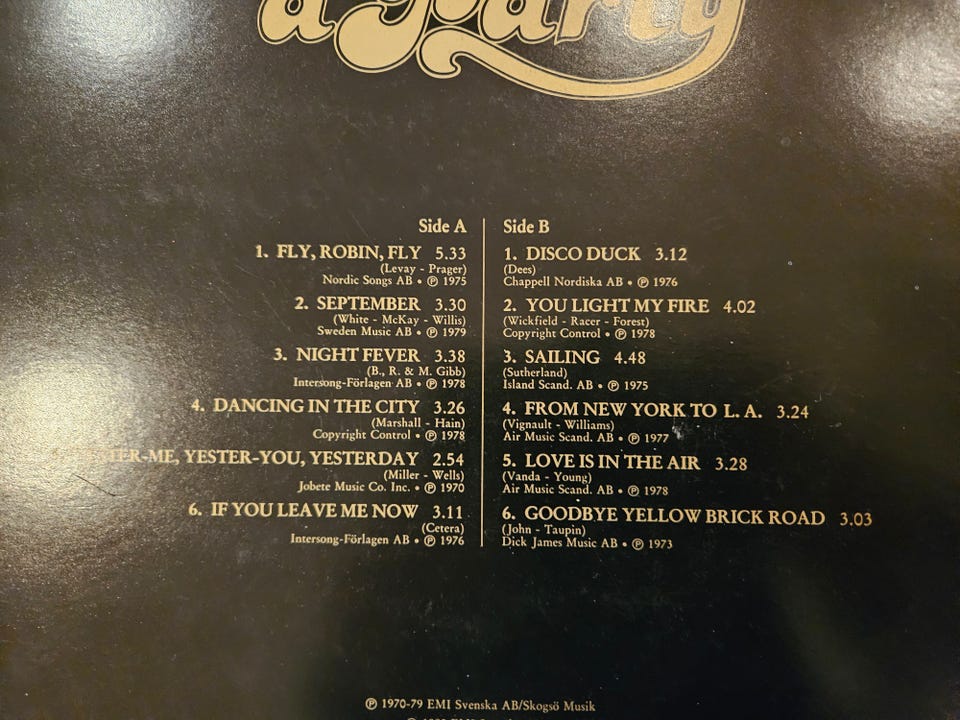 a Party
Side A
1. FLY, ROBIN, FLY 5.33
(Levay - Prager)
Nordic Songs AB • ℗ 1975
2. SEPTEMBER 3.30
(White - McKay - Willis)
Sweden Music AB • ℗ 1979
3. NIGHT FEVER 3.38
(B., R. & M. Gibb)
Intersong-Förlagen AB • ℗ 1978
4. DANCING IN THE CITY 3.26
(Marshall - Hain)
Copyright Control • ℗ 1978
TER-ME, YESTER-YOU, YESTERDAY 2.54
(Miller - Wells)
Jobete Music Co. Inc. • ℗ 1970
6. IF YOU LEAVE ME NOW 3.11
(Cetera)
Intersong-Förlagen AB • ℗ 1976
Side B
1. DISCO DUCK 3.12
(Dees)
Chappell Nordiska AB • ℗ 1976
2. YOU LIGHT MY FIRE 4.02
(Wickfield - Racer - Forest)
Copyright Control • ℗ 1978
3. SAILING 4.48
(Sutherland)
Island Scand. AB • ℗ 1975
4. FROM NEW YORK TO L. A. 3.24
(Vignault - Williams)
Air Music Scand. AB • ℗ 1977
5. LOVE IS IN THE AIR 3.28
(Vanda - Young)
Air Music Scand. AB • ℗ 1978
6. GOODBYE YELLOW BRICK ROAD 3.03
(John - Taupin)
Dick James Music AB • ℗ 1973
℗ 1970-79 EMI Svenska AB/Skogsö Musik